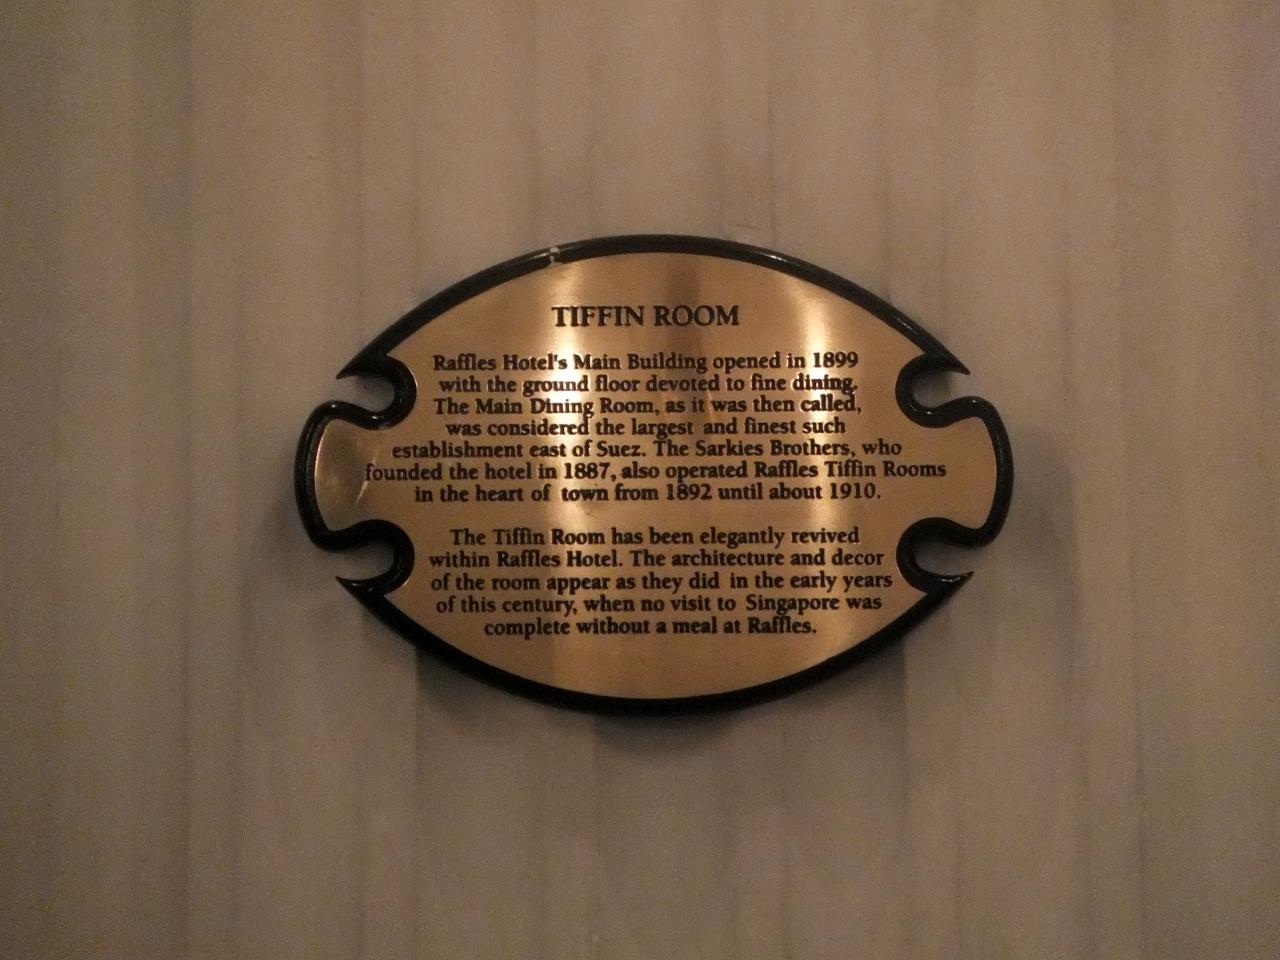 TIFFIN ROOM
Raffles Hotel's Main Building opened in 1899
with the ground floor devoted to fine dining.
The Main Dining Room, as it was then called,
was considered the largest and finest such
establishment east of Suez. The Sarkies Brothers, who
founded the hotel in 1887, also operated Raffles Tiffin Rooms
in the heart of town from 1892 until about 1910.
The Tiffin Room has been elegantly revived
within Raffles Hotel. The architecture and decor
of the room appear as they did in the early years
of this century, when no visit to Singapore was
complete without a meal at Raffles.